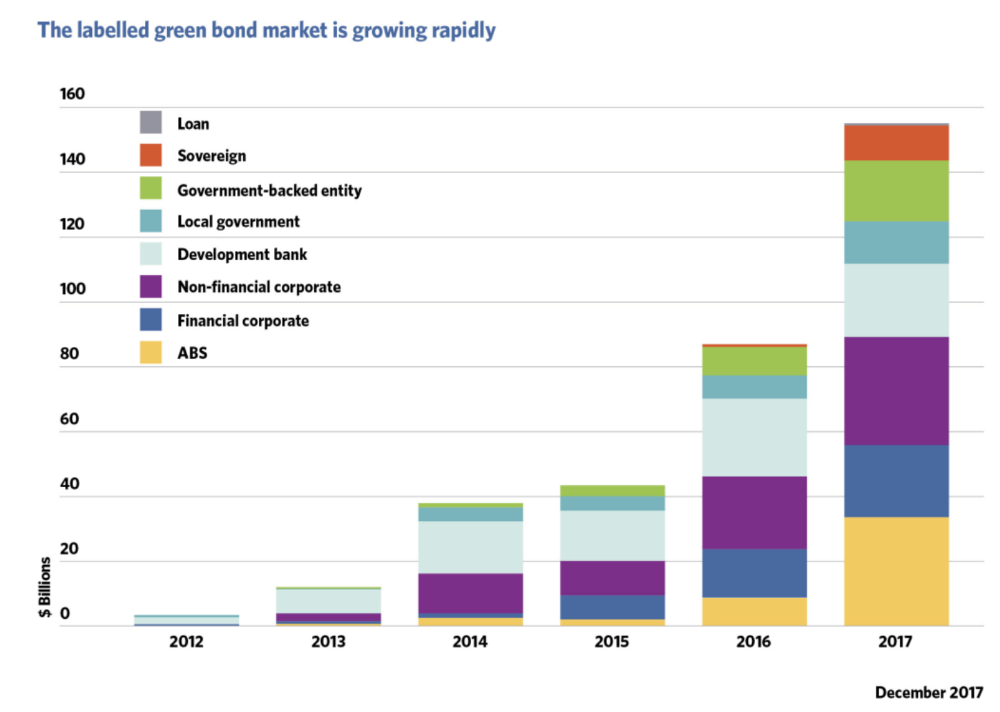 The labelled green bond market is growing rapidly
160
140
120
100
80
60
40
20
0
$ Billions
Loan
Sovereign
Government-backed entity
Local government
Development bank
Non-financial corporate
Financial corporate
ABS
2012
2013
2014
2015
2016
2017
December 2017